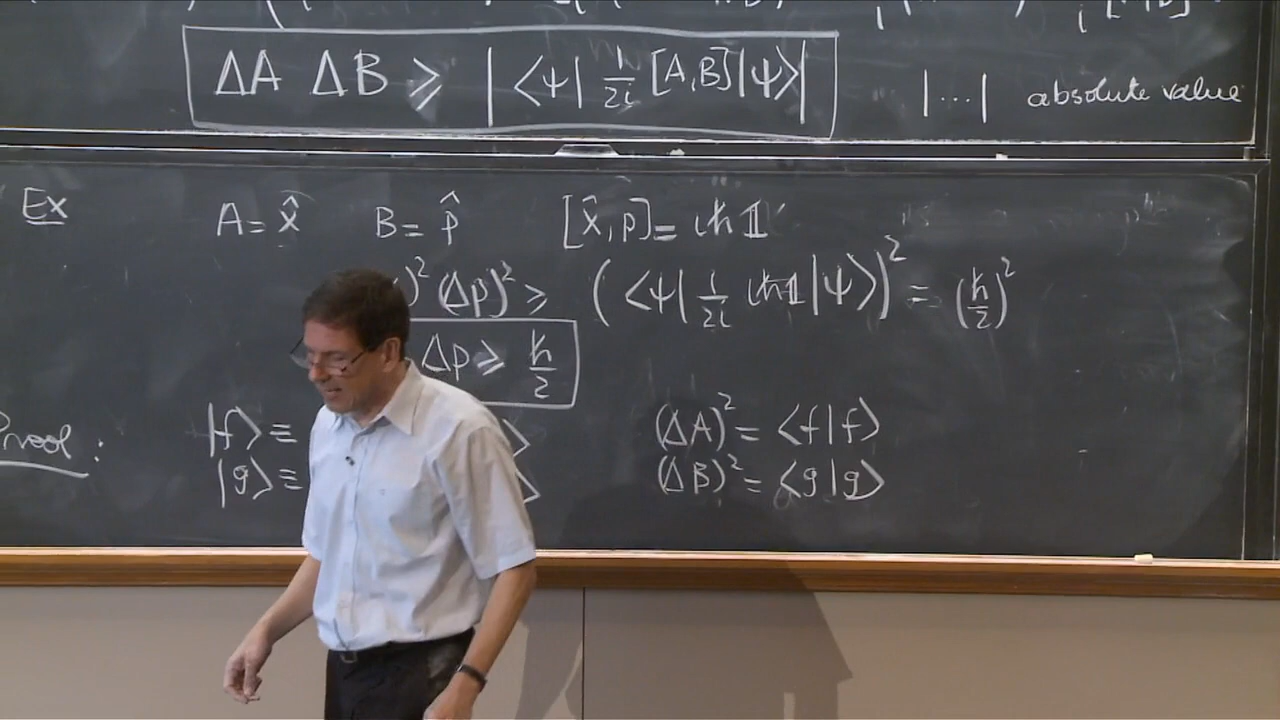 ΔA ΔB ⩾ |⟨ψ| 1/2i [A,B]|ψ⟩|
|...| absolute value
Ex A = x̂ B = p̂ [x̂,p] = iħ𝟙
)² (Δp)² ⩾ (⟨ψ| 1/2i iħ𝟙 |ψ⟩)² = (ħ/2)²
Δp ⩾ ħ/2
Proof: |f⟩ ≡ ⟩ (ΔA)² = ⟨f|f⟩
|g⟩ ≡ ⟩ (ΔB)² = ⟨g|g⟩